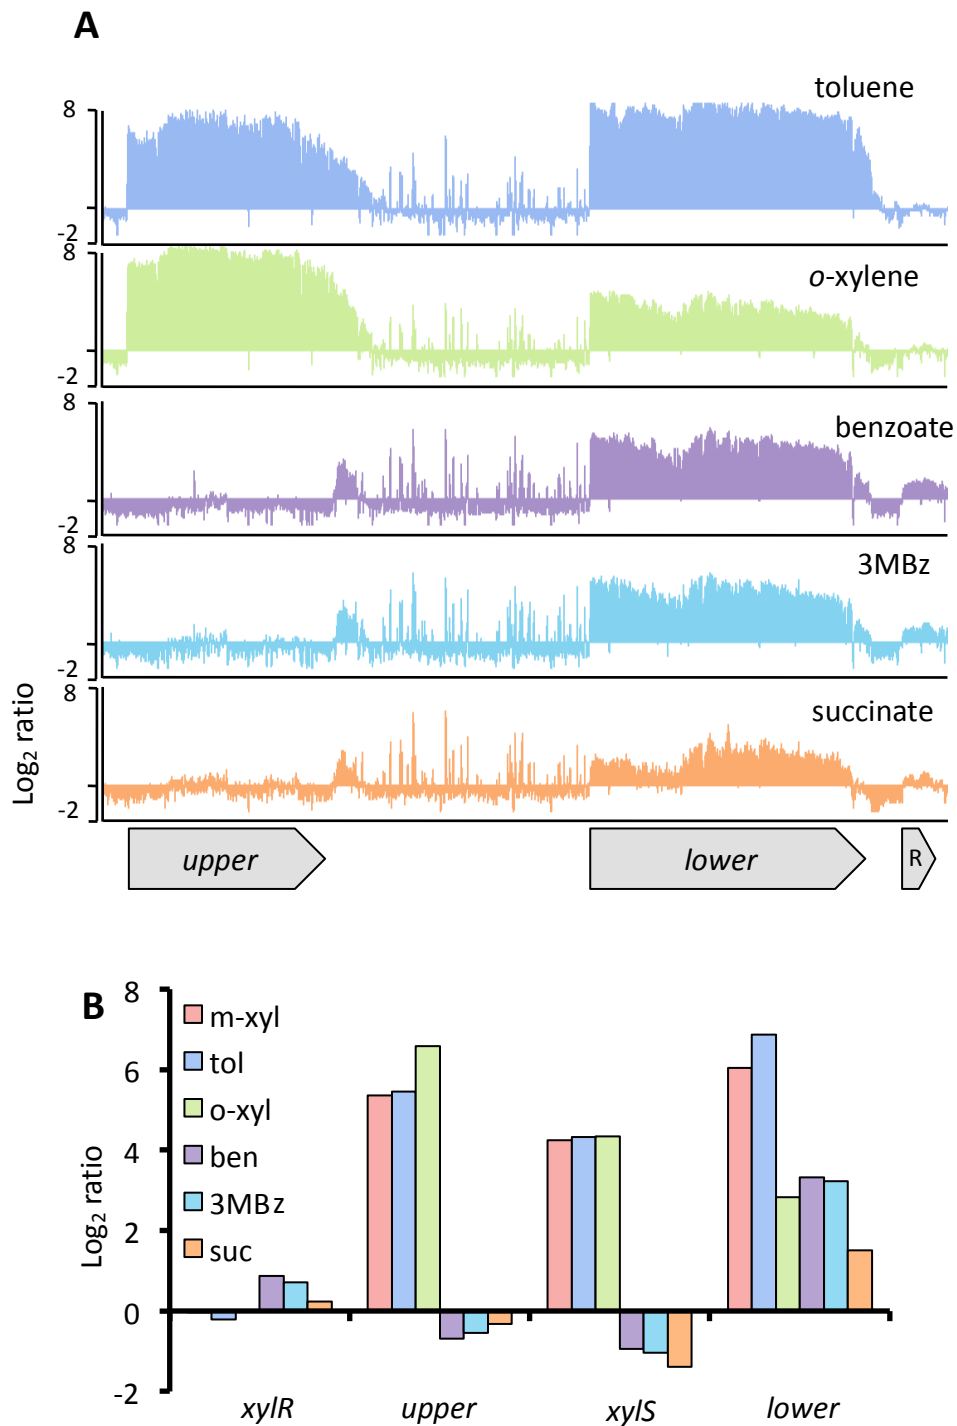 A
toluene
8
-2
o-xylene
8
-2
benzoate
8
-2
3MBz
8
-2
succinate
8
-2
Log₂ ratio
upper
lower
R
B
8
6
4
2
0
-2
Log₂ ratio
m-xyl
tol
o-xyl
ben
3MBz
suc
xylR upper xylS lower